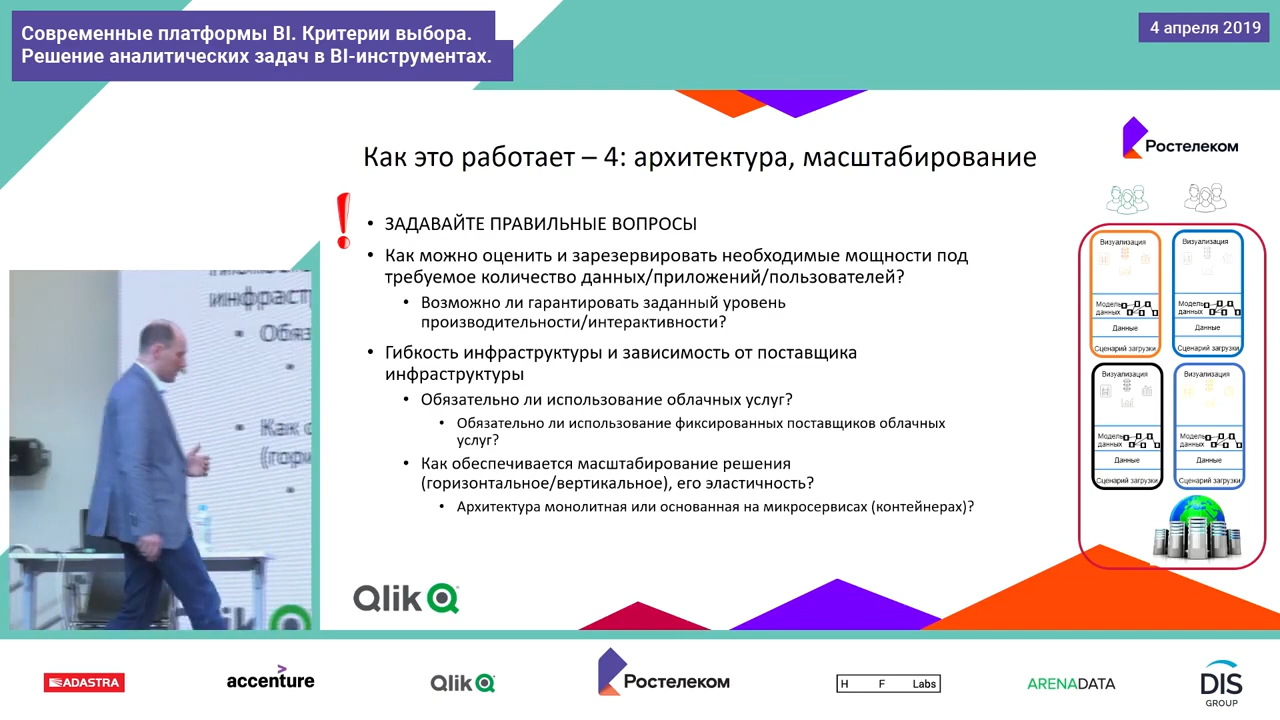 Современные платформы BI. Критерии выбора.
Решение аналитических задач в BI-инструментах.
4 апреля 2019
Ростелеком
Как это работает – 4: архитектура, масштабирование
• ЗАДАВАЙТЕ ПРАВИЛЬНЫЕ ВОПРОСЫ
• Как можно оценить и зарезервировать необходимые мощности под
требуемое количество данных/приложений/пользователей?
• Возможно ли гарантировать заданный уровень
производительности/интерактивности?
• Гибкость инфраструктуры и зависимость от поставщика
инфраструктуры
• Обязательно ли использование облачных услуг?
• Обязательно ли использование фиксированных поставщиков облачных
услуг?
• Как обеспечивается масштабирование решения
(горизонтальное/вертикальное), его эластичность?
• Архитектура монолитная или основанная на микросервисах (контейнерах)?
Визуализация
Модель
данных
Данные
Сценарий загрузки
Визуализация
Модель
данных
Данные
Сценарий загрузки
Визуализация
Модель
данных
Данные
Сценарий загрузки
Визуализация
Модель
данных
Данные
Сценарий загрузки
инфраст
• Обяз
• Как о
(гори
Qlik
ADASTRA
accenture
Qlik
Ростелеком
H F Labs
ARENADATA
DIS
GROUP